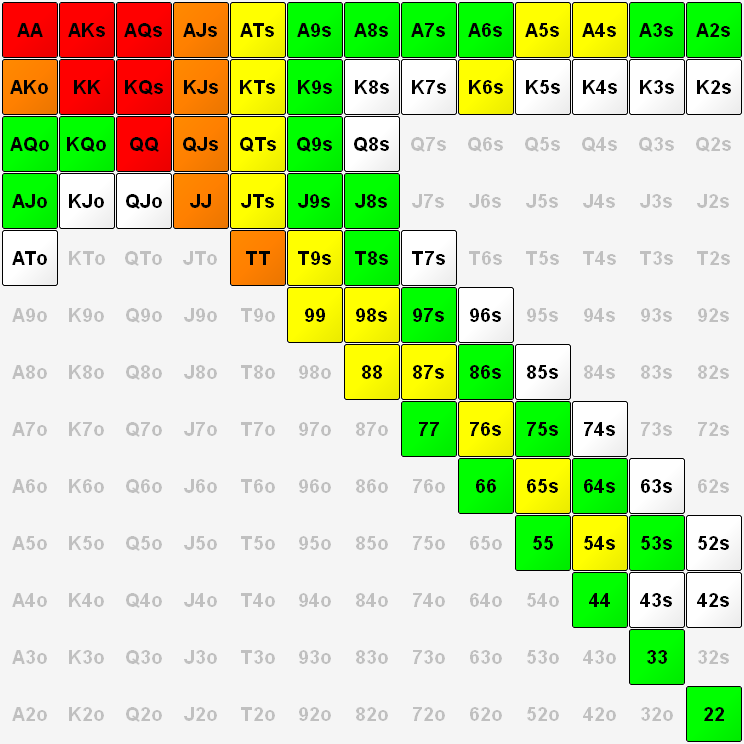 AA AKs AQs AJs ATs A9s A8s A7s A6s A5s A4s A3s A2s
AKo KK KQs KJs KTs K9s K8s K7s K6s K5s K4s K3s K2s
AQo KQo QQ QJs QTs Q9s Q8s Q7s Q6s Q5s Q4s Q3s Q2s
AJo KJo QJo JJ JTs J9s J8s J7s J6s J5s J4s J3s J2s
ATo KTo QTo JTo TT T9s T8s T7s T6s T5s T4s T3s T2s
A9o K9o Q9o J9o T9o 99 98s 97s 96s 95s 94s 93s 92s
A8o K8o Q8o J8o T8o 98o 88 87s 86s 85s 84s 83s 82s
A7o K7o Q7o J7o T7o 97o 87o 77 76s 75s 74s 73s 72s
A6o K6o Q6o J6o T6o 96o 86o 76o 66 65s 64s 63s 62s
A5o K5o Q5o J5o T5o 95o 85o 75o 65o 55 54s 53s 52s
A4o K4o Q4o J4o T4o 94o 84o 74o 64o 54o 44 43s 42s
A3o K3o Q3o J3o T3o 93o 83o 73o 63o 53o 43o 33 32s
A2o K2o Q2o J2o T2o 92o 82o 72o 62o 52o 42o 32o 22